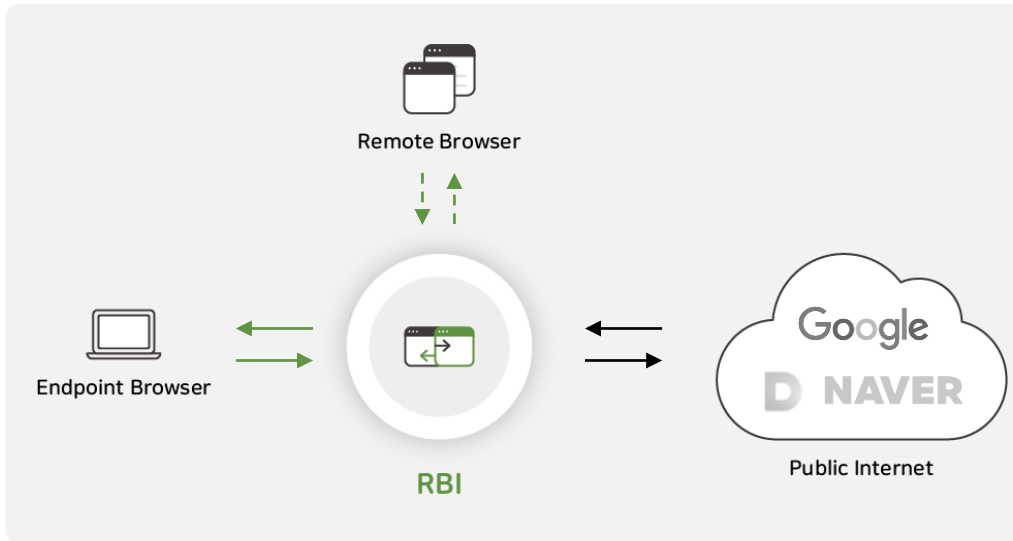 Remote Browser
Endpoint Browser
RBI
Google
D NAVER
Public Internet